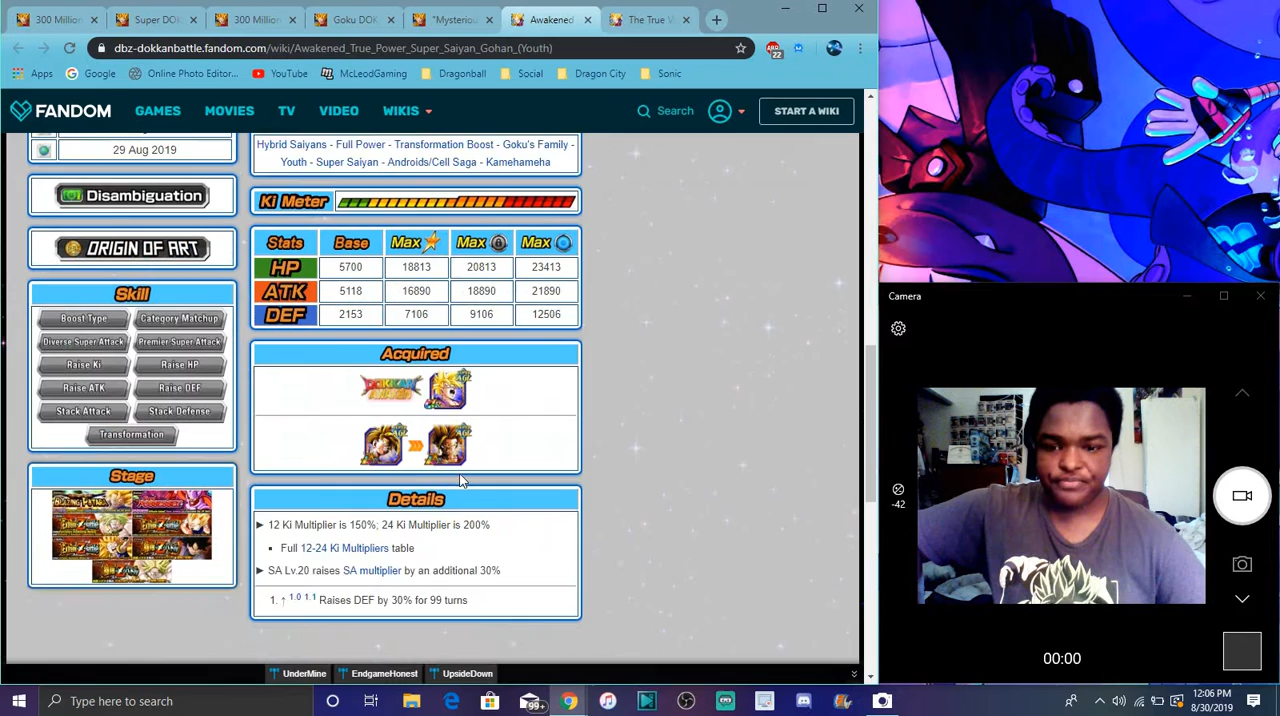 300 Million
Super DO
300 Million
Goku DOK
"Mysterious
Awakened
The True V
dbz-dokkanbattle.fandom.com/wiki/Awakened_True_Power_Super_Saiyan_Gohan_(Youth)
22
Apps
Google
Online Photo Editor...
YouTube
McLeodGaming
Dragonball
Social
Dragon City
Sonic
FANDOM
GAMES
MOVIES
TV
VIDEO
WIKIS
Search
START A WIKI
29 Aug 2019
Disambiguation
ORIGIN OF ART
Skill
Boost Type
Category Matchup
Diverse Super Attack
Premier Super Attack
Raise Ki
Raise HP
Raise ATK
Raise DEF
Stack Attack
Stack Defense
Transformation
Stage
Hybrid Saiyans - Full Power - Transformation Boost - Goku's Family -
Youth - Super Saiyan - Androids/Cell Saga - Kamehameha
Ki Meter
Stats Base Max Max Max
HP 5700 18813 20813 23413
ATK 5118 16890 18890 21890
DEF 2153 7106 9106 12506
Acquired
Details
► 12 Ki Multiplier is 150%; 24 Ki Multiplier is 200%
▪ Full 12-24 Ki Multipliers table
► SA Lv.20 raises SA multiplier by an additional 30%
1. ↑ 1.0 1.1 Raises DEF by 30% for 99 turns
UnderMine
EndgameHonest
UpsideDown
Camera
-42
00:00
Type here to search
99+
12:06 PM
8/30/2019